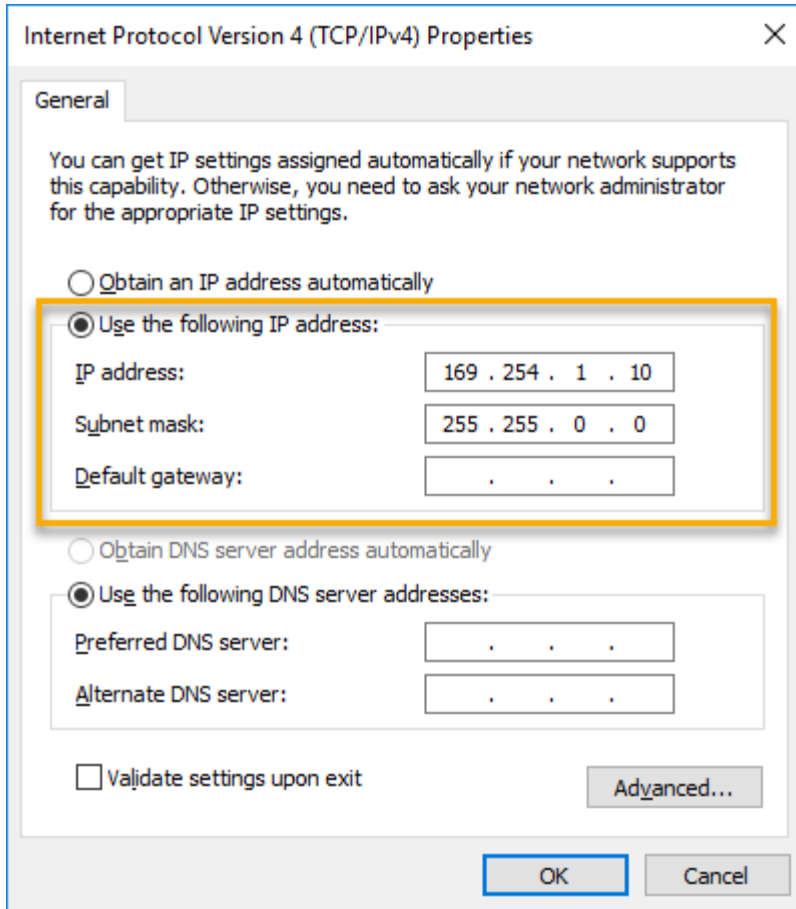 Internet Protocol Version 4 (TCP/IPv4) Properties
General
You can get IP settings assigned automatically if your network supports
this capability. Otherwise, you need to ask your network administrator
for the appropriate IP settings.
Obtain an IP address automatically
Use the following IP address:
IP address: 169 . 254 . 1 . 10
Subnet mask: 255 . 255 . 0 . 0
Default gateway: . . .
Obtain DNS server address automatically
Use the following DNS server addresses:
Preferred DNS server: . . .
Alternate DNS server: . . .
Validate settings upon exit
Advanced...
OK Cancel